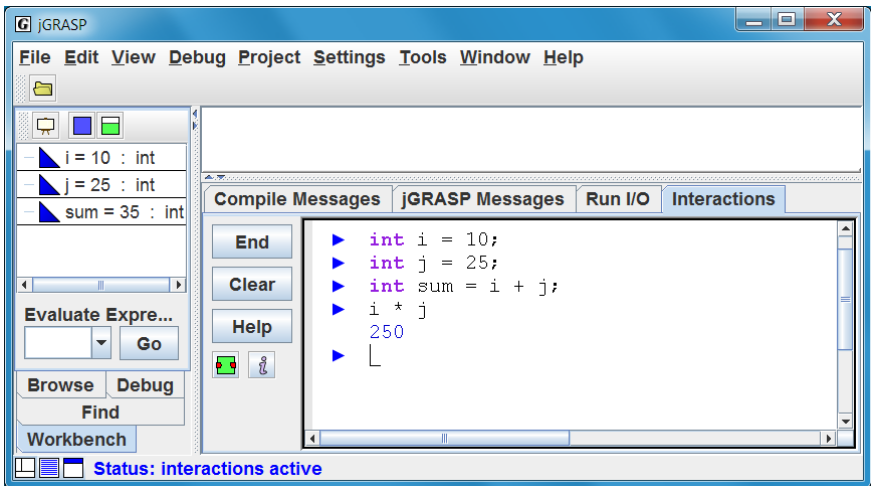 G jGRASP X
File Edit View Debug Project Settings Tools Window Help
i = 10 : int
j = 25 : int
sum = 35 : int
Evaluate Expre...
Go
Browse Debug
Find
Workbench
Compile Messages jGRASP Messages Run I/O Interactions
End
Clear
Help
i
int i = 10;
int j = 25;
int sum = i + j;
i * j
250
Status: interactions active